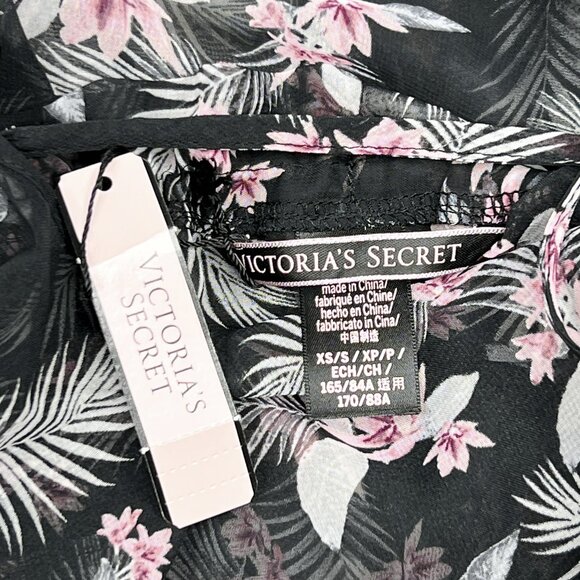 VICTORIA'S
SECRET
VICTORIA'S SECRET
made in China/
fabriqué en Chine/
hecho en China/
fabbricato in Cina/
中国制造
XS/S / XP/P /
ECH/CH /
165/84A 适用
170/88A